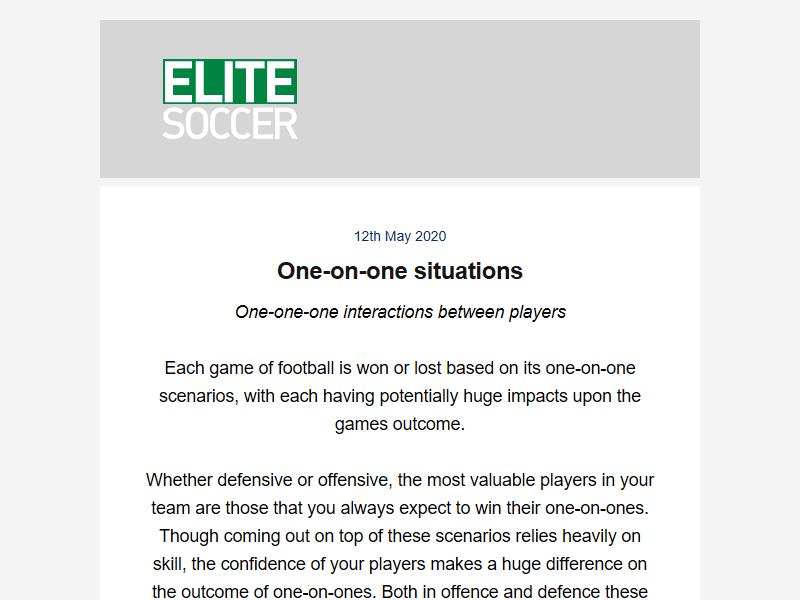 ELITE
SOCCER
12th May 2020
One-on-one situations
One-one-one interactions between players
Each game of football is won or lost based on its one-on-one
scenarios, with each having potentially huge impacts upon the
games outcome.
Whether defensive or offensive, the most valuable players in your
team are those that you always expect to win their one-on-ones.
Though coming out on top of these scenarios relies heavily on
skill, the confidence of your players makes a huge difference on
the outcome of one-on-ones. Both in offence and defence these